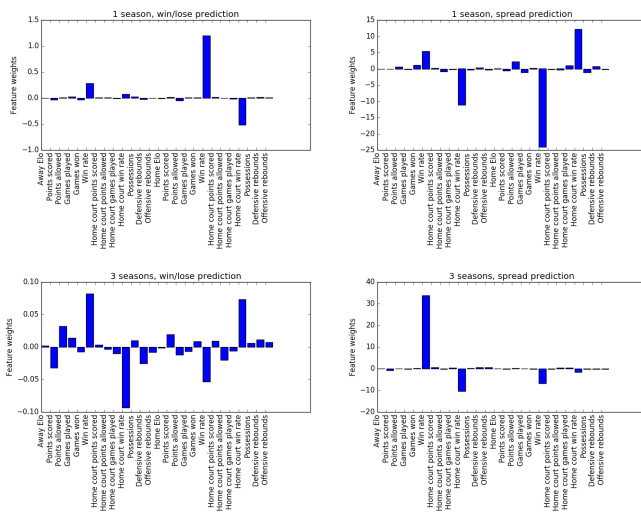 1 season, win/lose prediction
1.5
1.0
0.5
0.0
−0.5
−1.0
Feature weights
Away Elo
Points scored
Points allowed
Games played
Games won
Win rate
Home court points scored
Home court points allowed
Home court games played
Home court win rate
Possessions
Defensive rebounds
Offensive rebounds
Home Elo
Points scored
Points allowed
Games played
Games won
Win rate
Home court points scored
Home court points allowed
Home court games played
Home court win rate
Possessions
Defensive rebounds
Offensive rebounds
1 season, spread prediction
15
10
5
0
−5
−10
−15
−20
−25
Feature weights
Away Elo
Points scored
Points allowed
Games played
Games won
Win rate
Home court points scored
Home court points allowed
Home court games played
Home court win rate
Possessions
Defensive rebounds
Offensive rebounds
Home Elo
Points scored
Points allowed
Games played
Games won
Win rate
Home court points scored
Home court points allowed
Home court games played
Home court win rate
Possessions
Defensive rebounds
Offensive rebounds
3 seasons, win/lose prediction
0.10
0.05
0.00
−0.05
−0.10
Feature weights
Away Elo
Points scored
Points allowed
Games played
Games won
Win rate
Home court points scored
Home court points allowed
Home court games played
Home court win rate
Possessions
Defensive rebounds
Offensive rebounds
Home Elo
Points scored
Points allowed
Games played
Games won
Win rate
Home court points scored
Home court points allowed
Home court games played
Home court win rate
Possessions
Defensive rebounds
Offensive rebounds
3 seasons, spread prediction
40
30
20
10
0
−10
−20
Feature weights
Away Elo
Points scored
Points allowed
Games played
Games won
Win rate
Home court points scored
Home court points allowed
Home court games played
Home court win rate
Possessions
Defensive rebounds
Offensive rebounds
Home Elo
Points scored
Points allowed
Games played
Games won
Win rate
Home court points scored
Home court points allowed
Home court games played
Home court win rate
Possessions
Defensive rebounds
Offensive rebounds